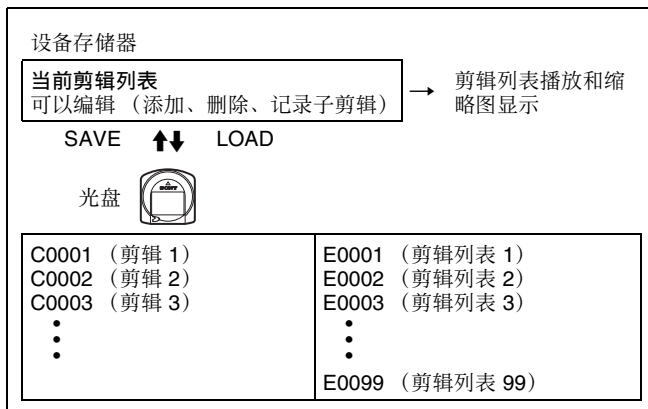 设备存储器
当前剪辑列表
可以编辑 （添加、删除、记录子剪辑）
→
剪辑列表播放和缩
略图显示
SAVE LOAD
光盘
SONY
C0001 （剪辑 1）
C0002 （剪辑 2）
C0003 （剪辑 3）
E0001 （剪辑列表 1）
E0002 （剪辑列表 2）
E0003 （剪辑列表 3）
E0099 （剪辑列表 99）